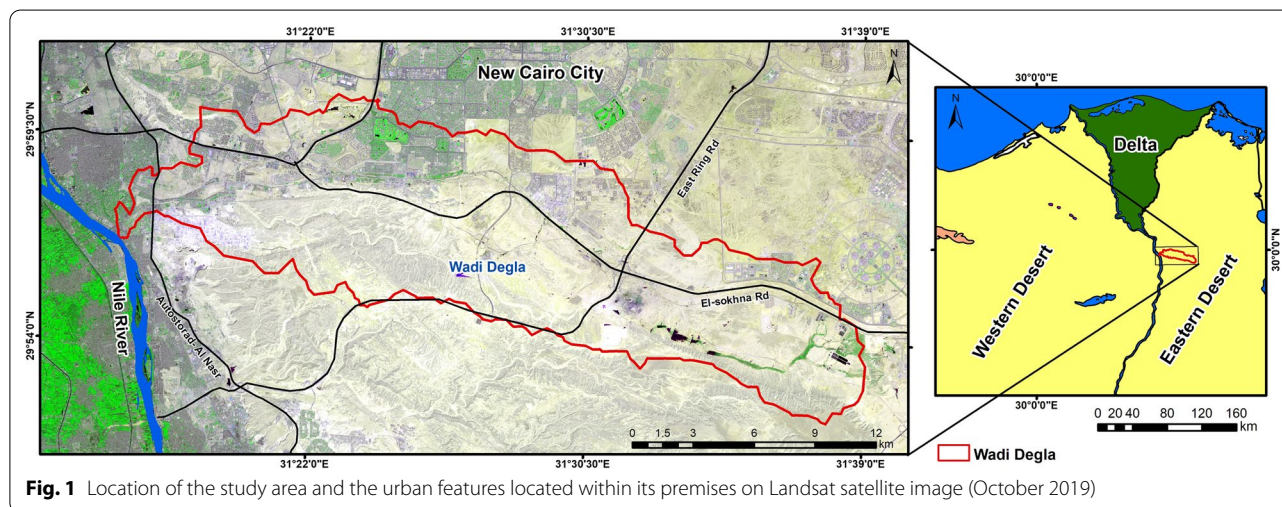 31°22'0"E
31°30'30"E
31°39'0"E
N
New Cairo City
29°59'30"N
East Ring Rd
Wadi Degla
El-sokhna Rd
Nile River
Autostorad-Al Nasr
29°54'0"N
0 1.5 3 6 9 12
km
31°22'0"E
31°30'30"E
31°39'0"E
30°0'0"E
N
Delta
Western Desert
Eastern Desert
30°0'0"N
30°0'0"E
0 20 40 80 120 160
km
Wadi Degla
Fig. 1 Location of the study area and the urban features located within its premises on Landsat satellite image (October 2019)